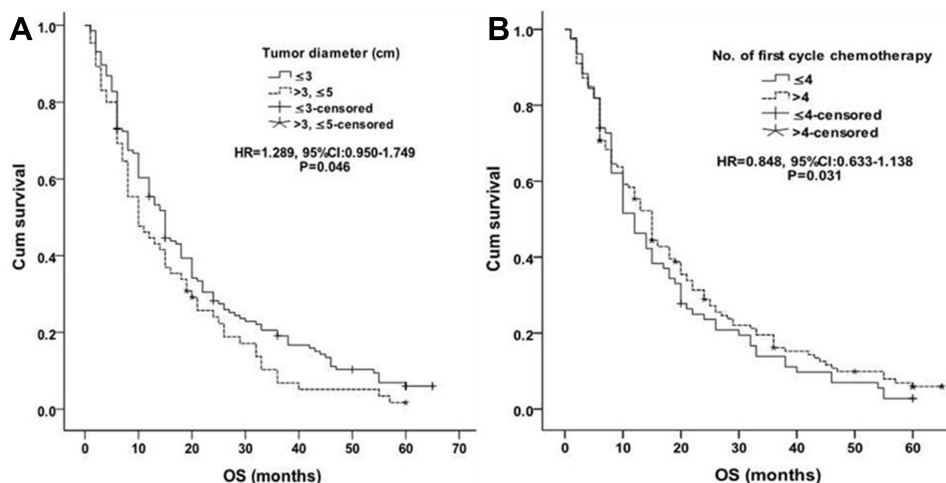 A
Tumor diameter (cm)
≤3
>3, ≤5
≤3-censored
>3, ≤5-censored
HR=1.289, 95%CI:0.950-1.749
P=0.046
Cum survival
1.0
0.8
0.6
0.4
0.2
0.0
0 10 20 30 40 50 60 70
OS (months)
B
No. of first cycle chemotherapy
≤4
>4
≤4-censored
>4-censored
HR=0.848, 95%CI:0.633-1.138
P=0.031
Cum survival
1.0
0.8
0.6
0.4
0.2
0.0
0 10 20 30 40 50 60
OS (months)